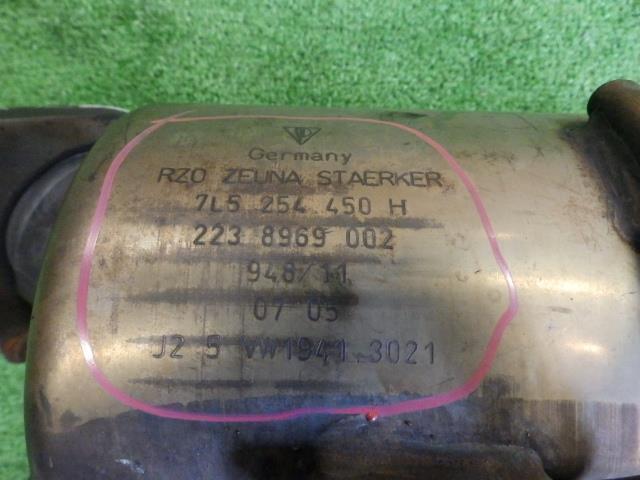 Germany
RZO ZEUNA STAERKER
7L5 254 450 H
223 8969 002
948/11
07 05
J2 5 VW1941.3021